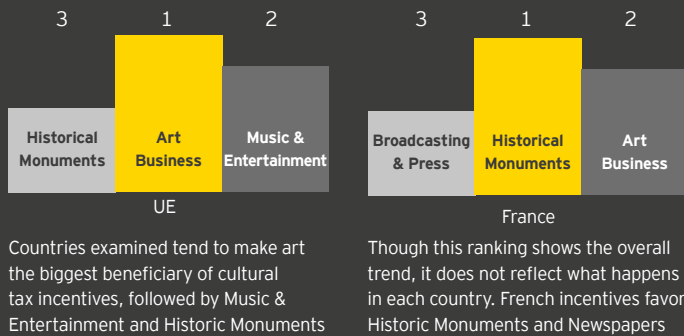 3 1 2
Historical Monuments
Art Business
Music & Entertainment
UE
Countries examined tend to make art
the biggest beneficiary of cultural
tax incentives, followed by Music &
Entertainment and Historic Monuments
3 1 2
Broadcasting & Press
Historical Monuments
Art Business
France
Though this ranking shows the overall
trend, it does not reflect what happens
in each country. French incentives favor
Historic Monuments and Newspapers